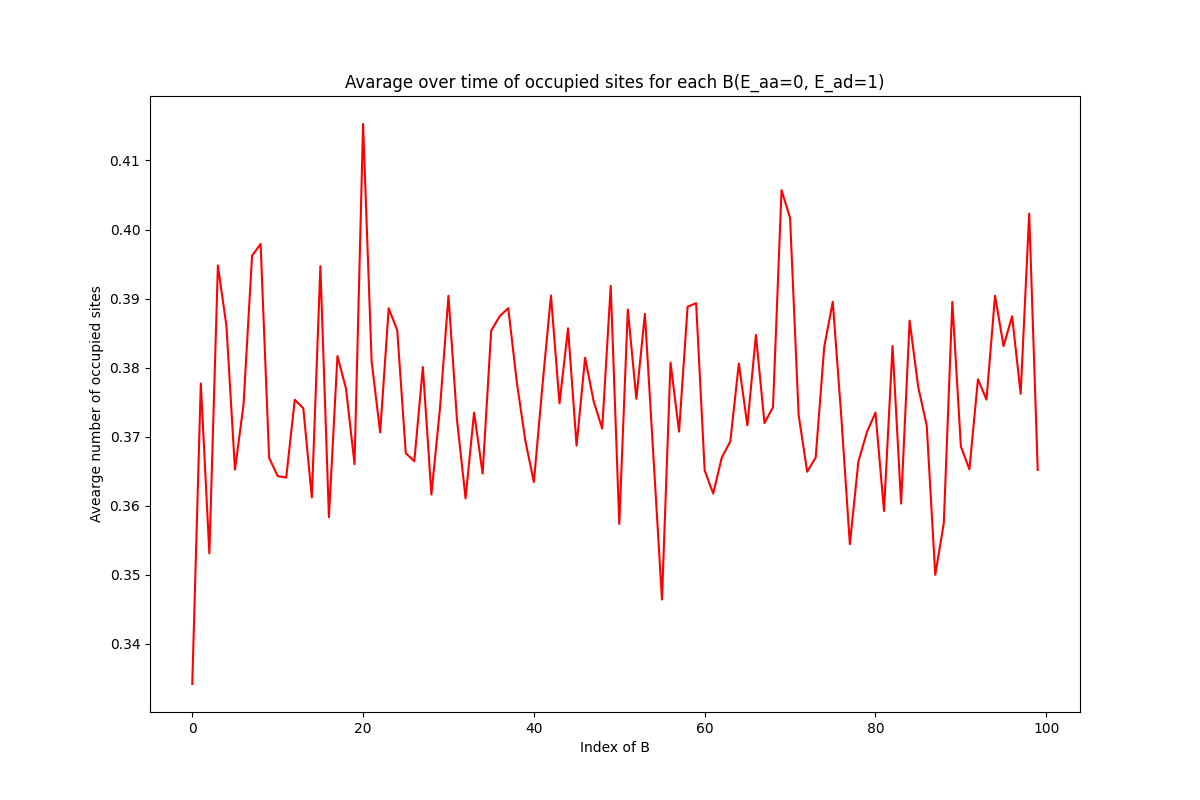 Avarage over time of occupied sites for each B(E_aa=0, E_ad=1)
0.41
0.40
0.39
0.38
0.37
0.36
0.35
0.34
Avearge number of occupied sites
0 20 40 60 80 100
Index of B